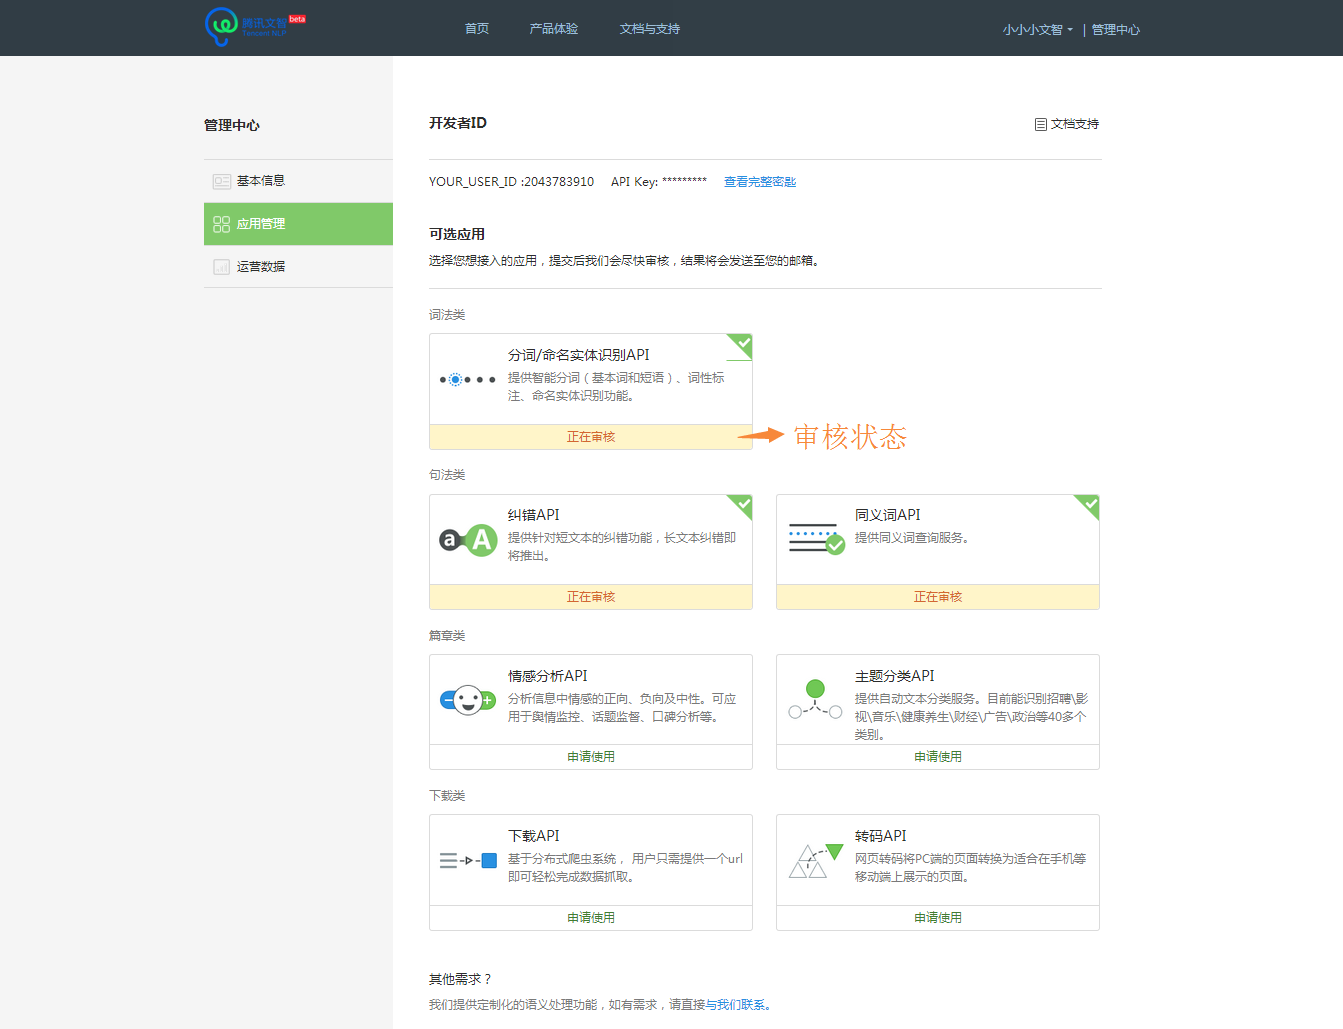 腾讯文智 beta
Tencent NLP
首页 产品体验 文档与支持 小小小文智 | 管理中心
管理中心
基本信息
应用管理
运营数据
开发者ID 文档支持
YOUR_USER_ID :2043783910 API Key: ********* 查看完整密匙
可选应用
选择您想接入的应用，提交后我们会尽快审核，结果将会发送至您的邮箱。
词法类
分词/命名实体识别API
提供智能分词（基本词和短语）、词性标
注、命名实体识别功能。
正在审核
审核状态
句法类
纠错API
提供针对短文本的纠错功能，长文本纠错即
将推出。
正在审核
同义词API
提供同义词查询服务。
正在审核
篇章类
情感分析API
分析信息中情感的正向、负向及中性。可应
用于舆情监控、话题监督、口碑分析等。
申请使用
主题分类API
提供自动文本分类服务。目前能识别招聘\影
视\音乐\健康养生\财经\广告\政治等40多个
类别。
申请使用
下载类
下载API
基于分布式爬虫系统， 用户只需提供一个url
即可轻松完成数据抓取。
申请使用
转码API
网页转码将PC端的页面转换为适合在手机等
移动端上展示的页面。
申请使用
其他需求？
我们提供定制化的语义处理功能，如有需求，请直接与我们联系。